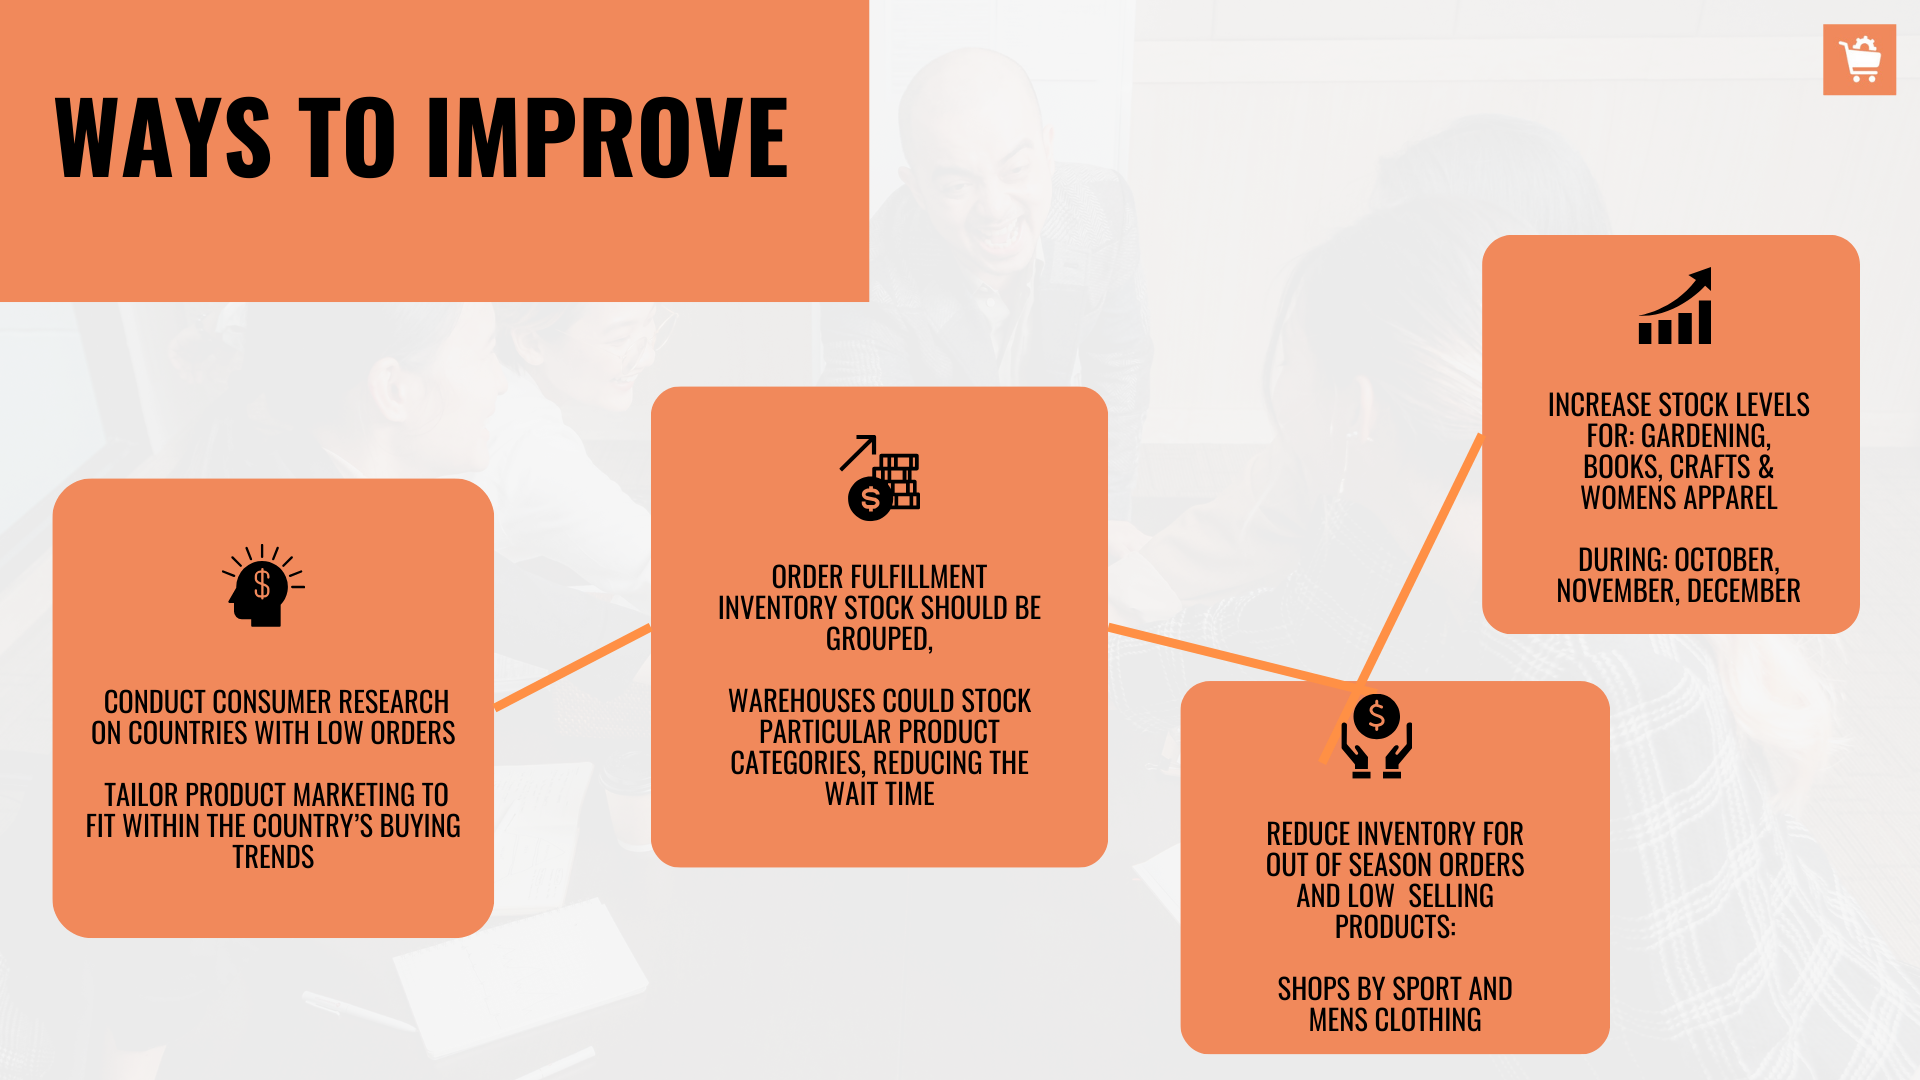 WAYS TO IMPROVE
CONDUCT CONSUMER RESEARCH
ON COUNTRIES WITH LOW ORDERS
TAILOR PRODUCT MARKETING TO
FIT WITHIN THE COUNTRY’S BUYING
TRENDS
$
ORDER FULFILLMENT
INVENTORY STOCK SHOULD BE
GROUPED,
WAREHOUSES COULD STOCK
PARTICULAR PRODUCT
CATEGORIES, REDUCING THE
WAIT TIME
$
REDUCE INVENTORY FOR
OUT OF SEASON ORDERS
AND LOW  SELLING
PRODUCTS:
SHOPS BY SPORT AND
MENS CLOTHING
$
INCREASE STOCK LEVELS
FOR: GARDENING,
BOOKS, CRAFTS &
WOMENS APPAREL
DURING: OCTOBER,
NOVEMBER, DECEMBER